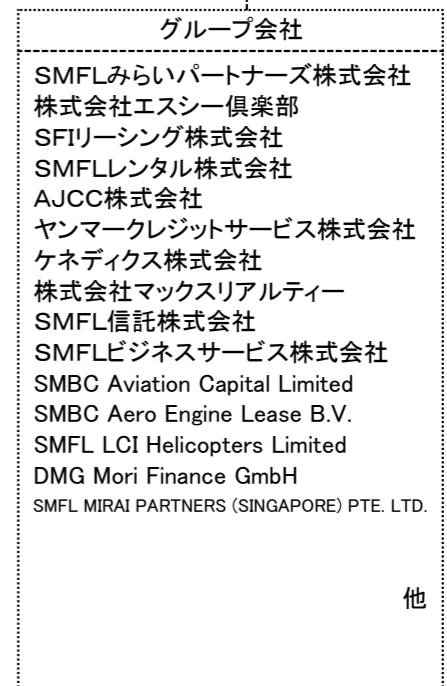 グループ会社
SMFLみらいパートナーズ株式会社
株式会社エスシー倶楽部
SFIリーシング株式会社
SMFLレンタル株式会社
AJCC株式会社
ヤンマークレジットサービス株式会社
ケネディクス株式会社
株式会社マックスリアルティー
SMFL信託株式会社
SMFLビジネスサービス株式会社
SMBC Aviation Capital Limited
SMBC Aero Engine Lease B.V.
SMFL LCI Helicopters Limited
DMG Mori Finance GmbH
SMFL MIRAI PARTNERS (SINGAPORE) PTE. LTD.
他